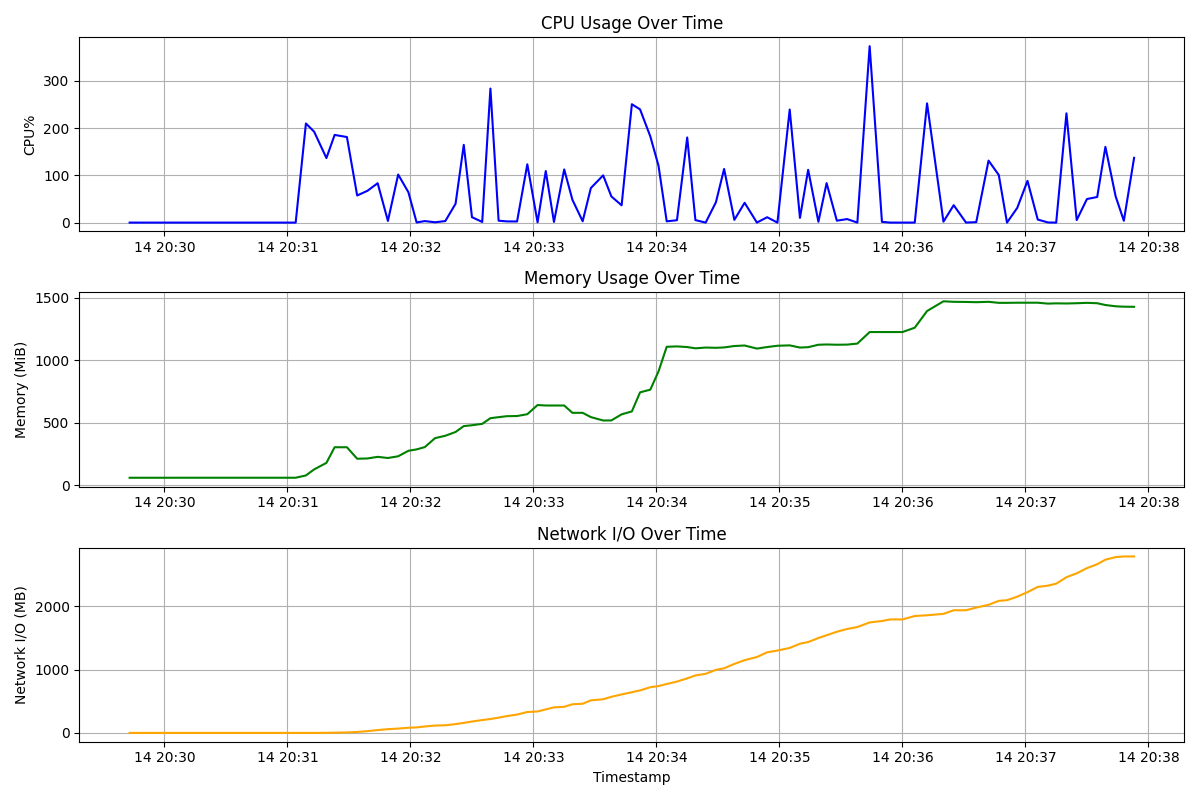 CPU Usage Over Time
CPU%
300
200
100
0
14 20:30 14 20:31 14 20:32 14 20:33 14 20:34 14 20:35 14 20:36 14 20:37 14 20:38
Memory Usage Over Time
Memory (MiB)
1500
1000
500
0
14 20:30 14 20:31 14 20:32 14 20:33 14 20:34 14 20:35 14 20:36 14 20:37 14 20:38
Network I/O Over Time
Network I/O (MB)
2000
1000
0
14 20:30 14 20:31 14 20:32 14 20:33 14 20:34 14 20:35 14 20:36 14 20:37 14 20:38
Timestamp